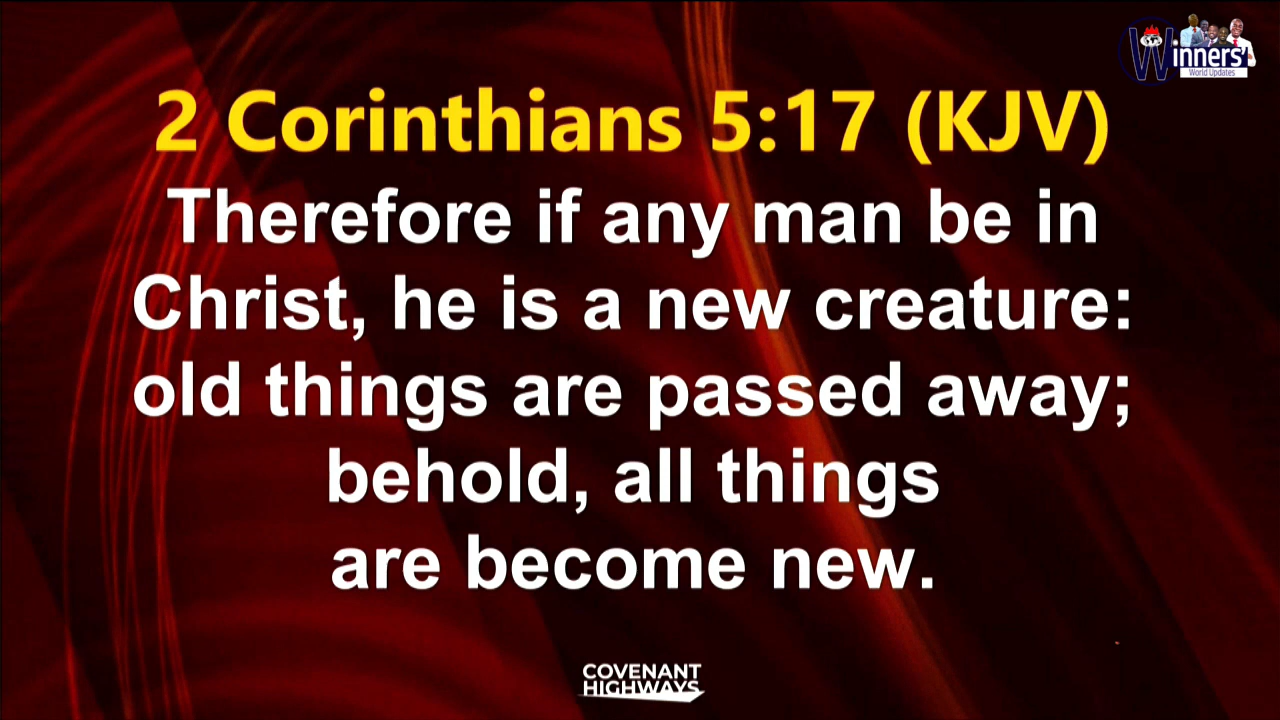 Winners'
World Updates
2 Corinthians 5:17 (KJV)
Therefore if any man be in
Christ, he is a new creature:
old things are passed away;
behold, all things
are become new.
COVENANT
HIGHWAYS